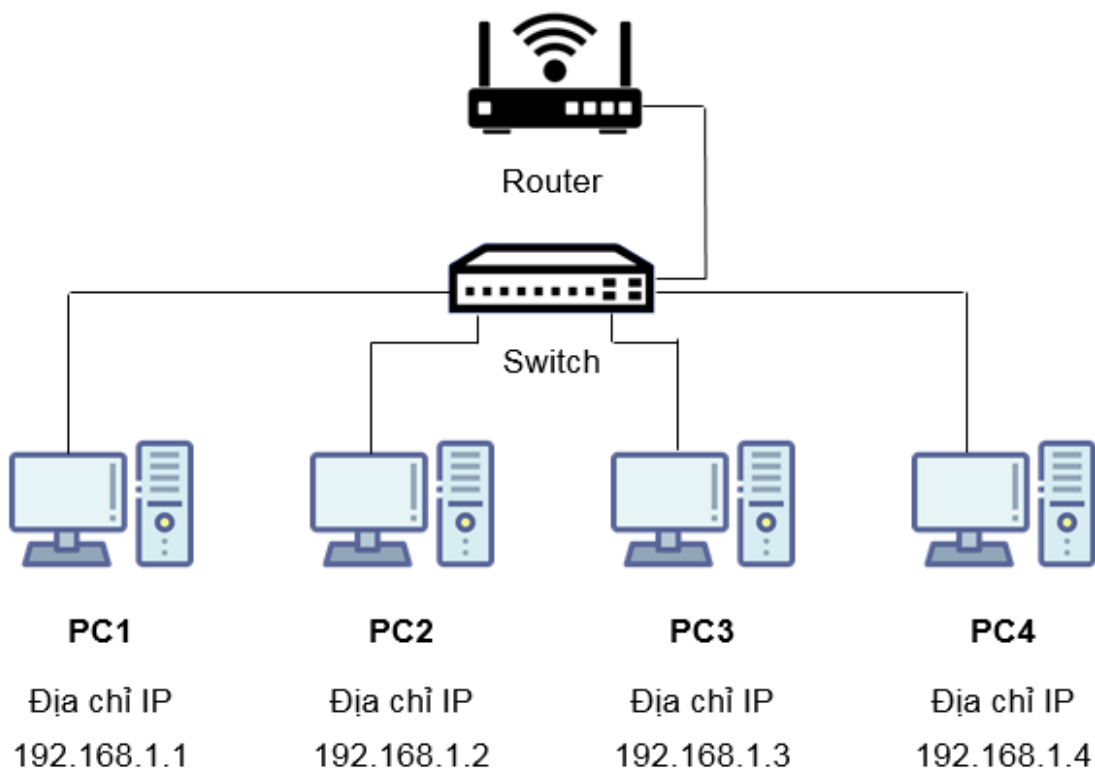 Router
Switch
PC1
PC2
PC3
PC4
Địa chỉ IP
Địa chỉ IP
Địa chỉ IP
Địa chỉ IP
192.168.1.1
192.168.1.2
192.168.1.3
192.168.1.4